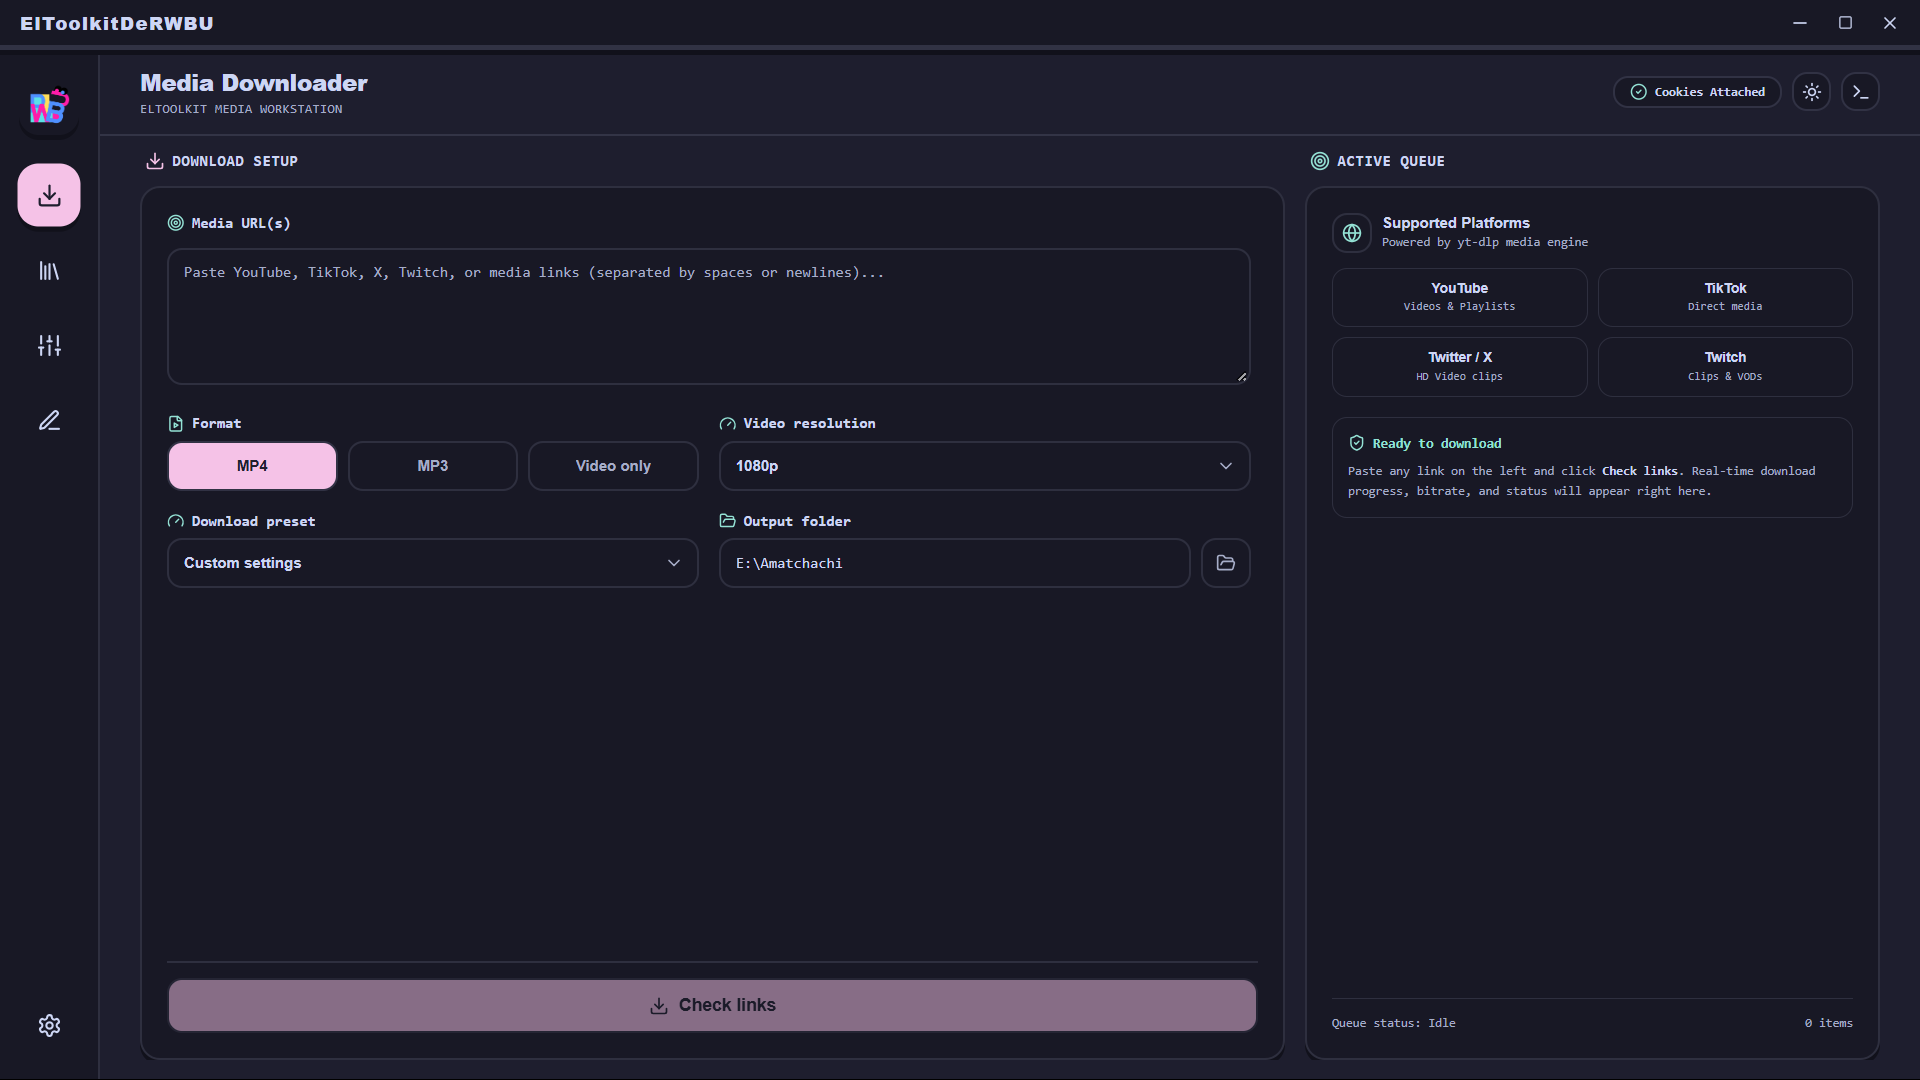 ElToolkitDeRWBU
Media Downloader
ELTOOLKIT MEDIA WORKSTATION
Cookies Attached
DOWNLOAD SETUP
Media URL(s)
Paste YouTube, TikTok, X, Twitch, or media links (separated by spaces or newlines)...
Format
MP4
MP3
Video only
Video resolution
1080p
Download preset
Custom settings
Output folder
E:\Amatchachi
Check links
ACTIVE QUEUE
Supported Platforms
Powered by yt-dlp media engine
YouTube
Videos & Playlists
TikTok
Direct media
Twitter / X
HD Video clips
Twitch
Clips & VODs
Ready to download
Paste any link on the left and click Check links. Real-time download
progress, bitrate, and status will appear right here.
Queue status: Idle
0 items